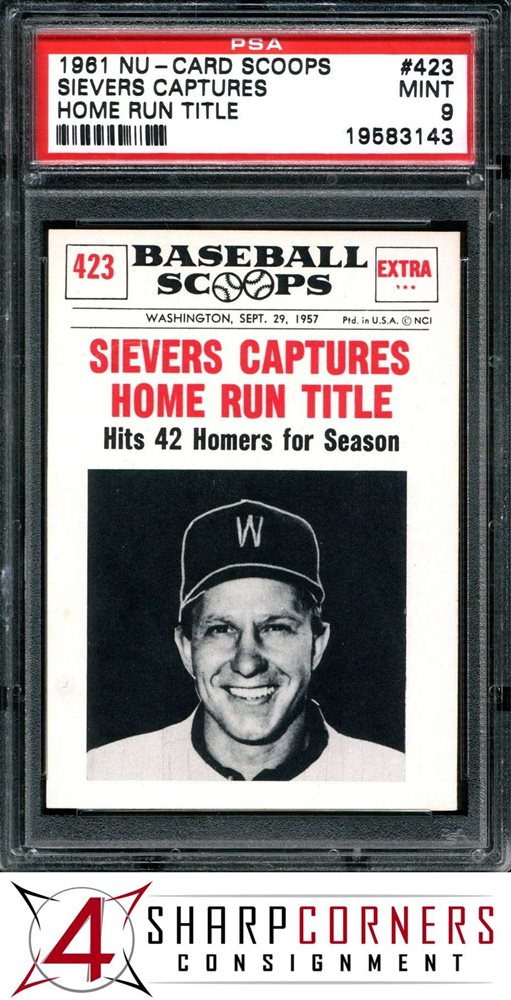 PSA
1961 NU-CARD SCOOPS #423
SIEVERS CAPTURES MINT
HOME RUN TITLE 9
19583143
423 BASEBALL SCOOPS EXTRA
WASHINGTON, SEPT. 29, 1957 Ptd. in U.S.A. © NCI
SIEVERS CAPTURES
HOME RUN TITLE
Hits 42 Homers for Season
W
4 SHARPCORNERS
CONSIGNMENT